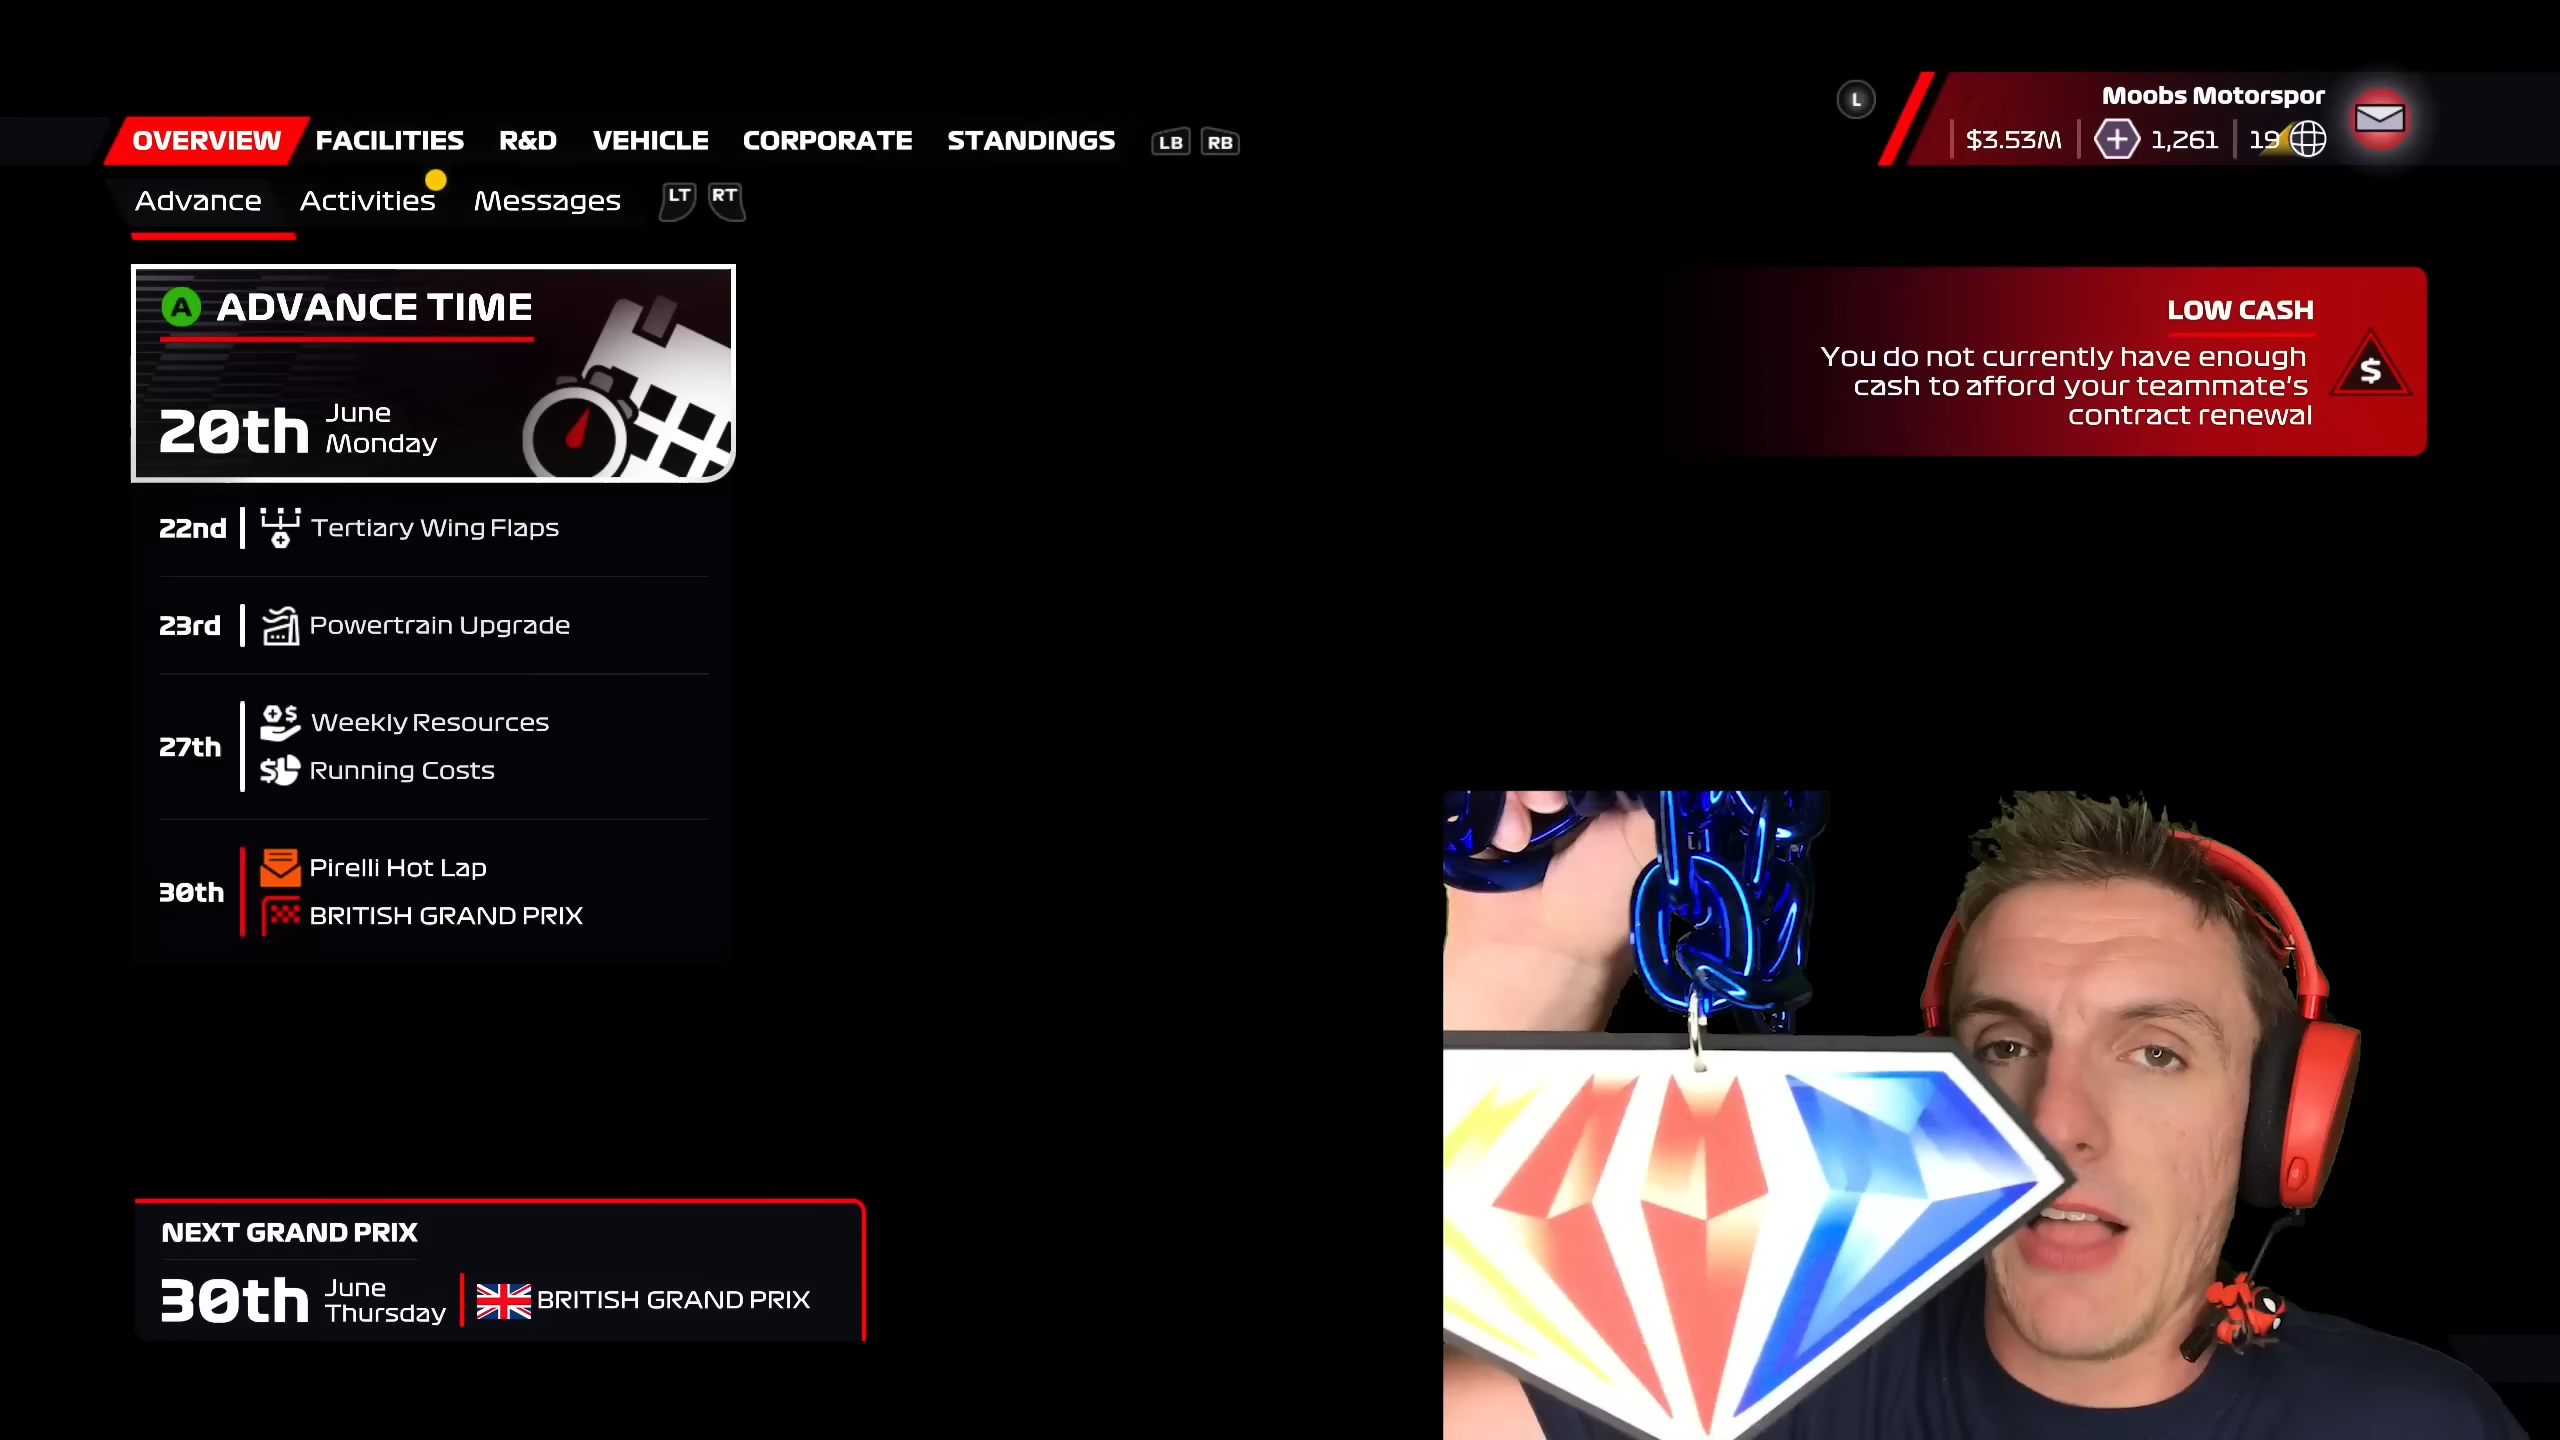 OVERVIEW FACILITIES R&D VEHICLE CORPORATE STANDINGS LB RB
L
Moobs Motorspor
$3.53M 1,261 19
Advance Activities Messages LT RT
A ADVANCE TIME
20th June
Monday
22nd Tertiary Wing Flaps
23rd Powertrain Upgrade
27th Weekly Resources
Running Costs
30th Pirelli Hot Lap
BRITISH GRAND PRIX
LOW CASH
You do not currently have enough
cash to afford your teammate's
contract renewal
$
NEXT GRAND PRIX
30th June
Thursday
BRITISH GRAND PRIX